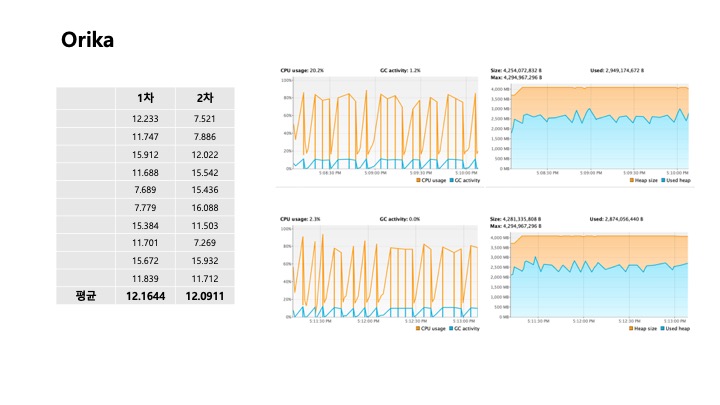 Orika
1차 2차
12.233 7.521
11.747 7.886
15.912 12.022
11.688 15.542
7.689 15.436
7.779 16.088
15.384 11.503
11.701 7.269
15.672 15.932
11.839 11.712
평균 12.1644 12.0911
CPU usage: 20.2% GC activity: 1.2%
100%
80%
60%
40%
20%
0%
5:08:30 PM 5:09:00 PM 5:09:30 PM 5:10:00 PM
CPU usage GC activity
Size: 4,254,072,832 B Used: 2,949,174,672 B
Max: 4,294,967,296 B
4,000 MB
3,500 MB
3,000 MB
2,500 MB
2,000 MB
1,500 MB
1,000 MB
500 MB
0 MB
5:08:30 PM 5:09:00 PM 5:09:30 PM 5:10:00 PM
Heap size Used heap
CPU usage: 2.3% GC activity: 0.0%
100%
80%
60%
40%
20%
0%
5:11:30 PM 5:12:00 PM 5:12:30 PM 5:13:00 PM
CPU usage GC activity
Size: 4,281,335,808 B Used: 2,874,056,440 B
Max: 4,294,967,296 B
4,000 MB
3,500 MB
3,000 MB
2,500 MB
2,000 MB
1,500 MB
1,000 MB
500 MB
0 MB
5:11:30 PM 5:12:00 PM 5:12:30 PM 5:13:00 PM
Heap size Used heap